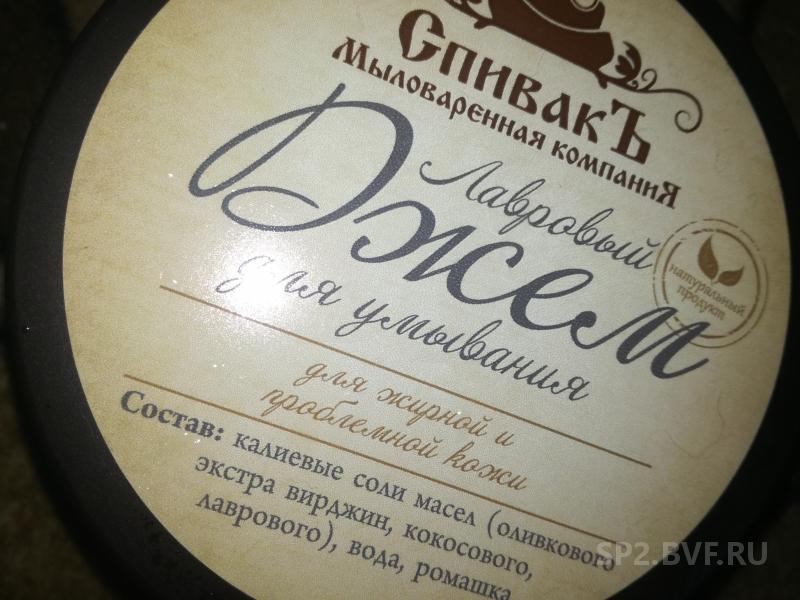 СпивакЪ
Мыловаренная компания
Лавровый
Джем
для умывания
натуральный
продукт
для жирной и
проблемной кожи
Состав: калиевые соли масел (оливкового
экстра вирджин, кокосового,
лаврового), вода, ромашка
SP2.BVF.RU